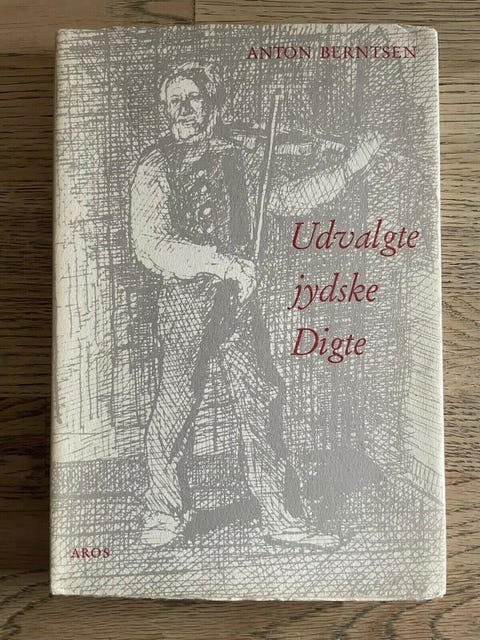 ANTON BERNTSEN
Udvalgte
jydske
Digte
AROS